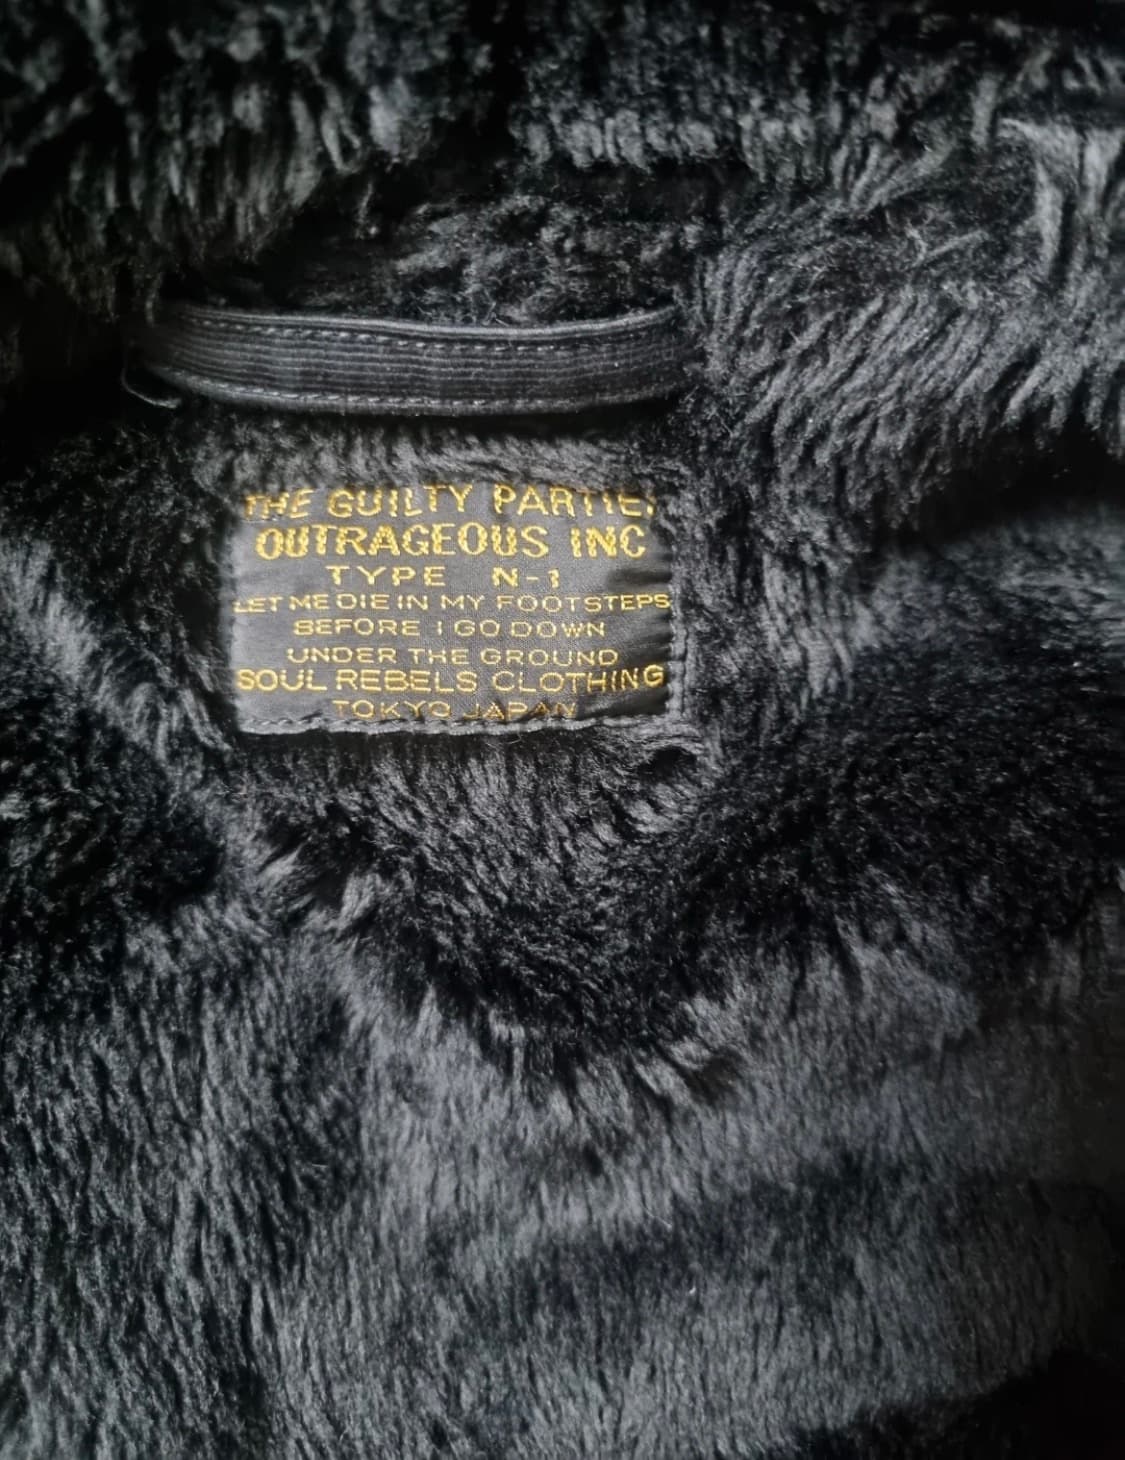 THE GUILTY PARTIES
OUTRAGEOUS INC
TYPE N-1
LET ME DIE IN MY FOOTSTEPS
BEFORE I GO DOWN
UNDER THE GROUND
SOUL REBELS CLOTHING
TOKYO JAPAN